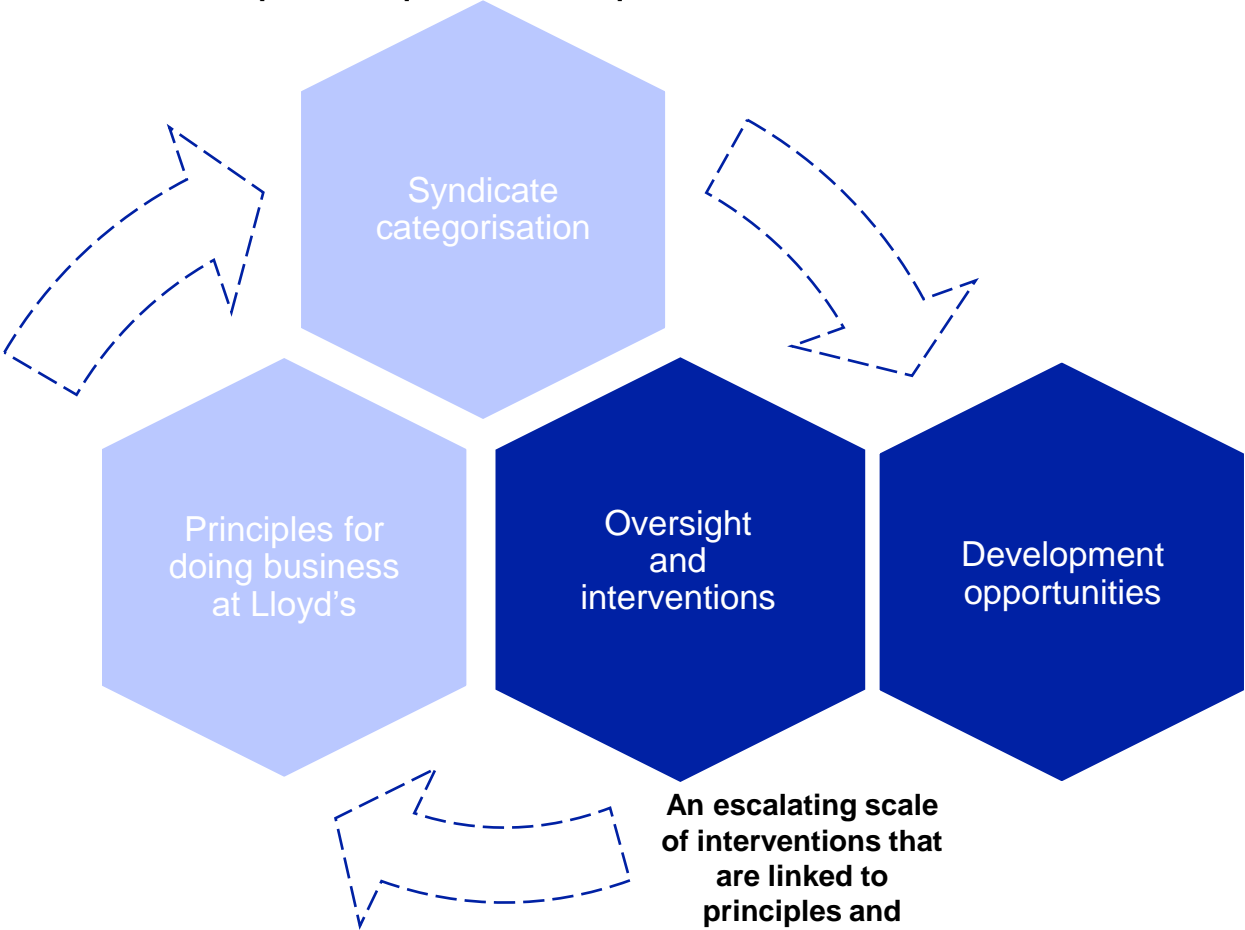 Syndicate
categorisation
Principles for
doing business
at Lloyd's
Oversight
and
interventions
Development
opportunities
An escalating scale
of interventions that
are linked to
principles and